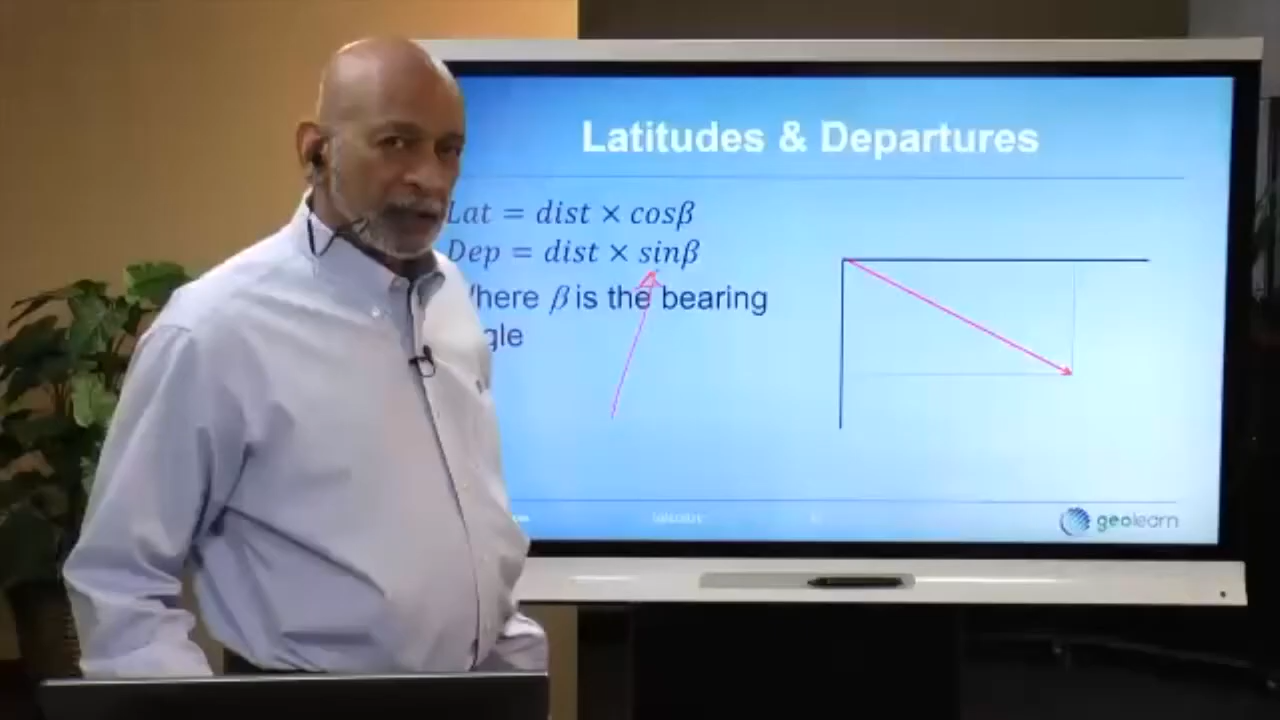 Latitudes & Departures
Lat = dist × cosβ
Dep = dist × sinβ
here β is the bearing
gle
geolearn